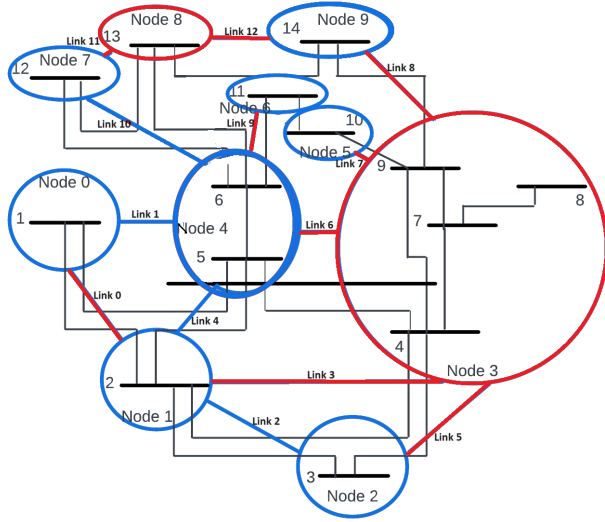 Node 8
Link 12
Node 9
Link 11
13
14
Node 7
12
Link 8
11
Node 6
Link 10
Link 9
10
Node 5
Link 7
9
Node 0
6
8
1
Link 1
Node 4
Link 6
7
5
Link 0
Link 4
4
Node 3
2
Link 3
Node 1
Link 2
Link 5
3
Node 2